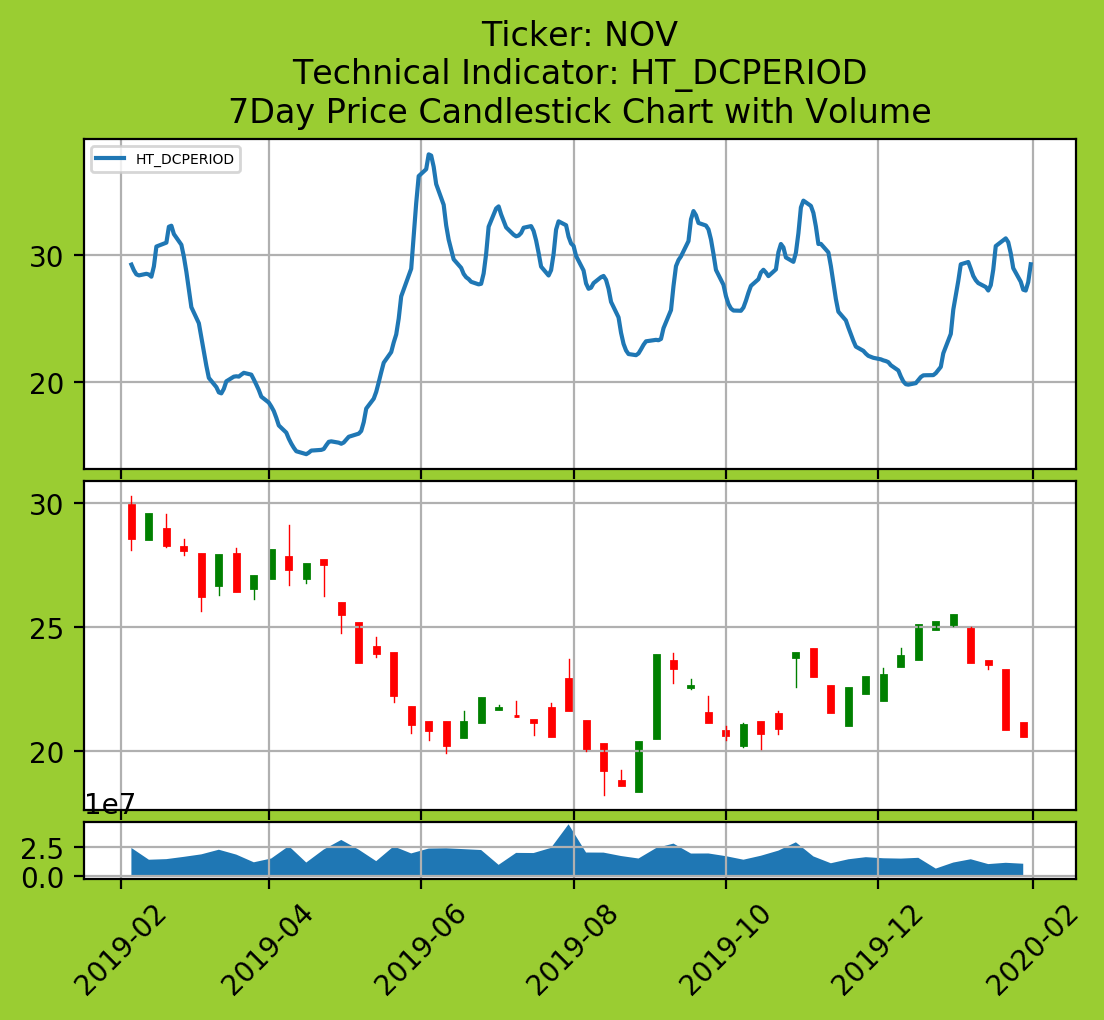 Ticker: NOV
Technical Indicator: HT_DCPERIOD
7Day Price Candlestick Chart with Volume
HT_DCPERIOD
30
20
30
25
20
1e7
2.5
0.0
2019-02
2019-04
2019-06
2019-08
2019-10
2019-12
2020-02